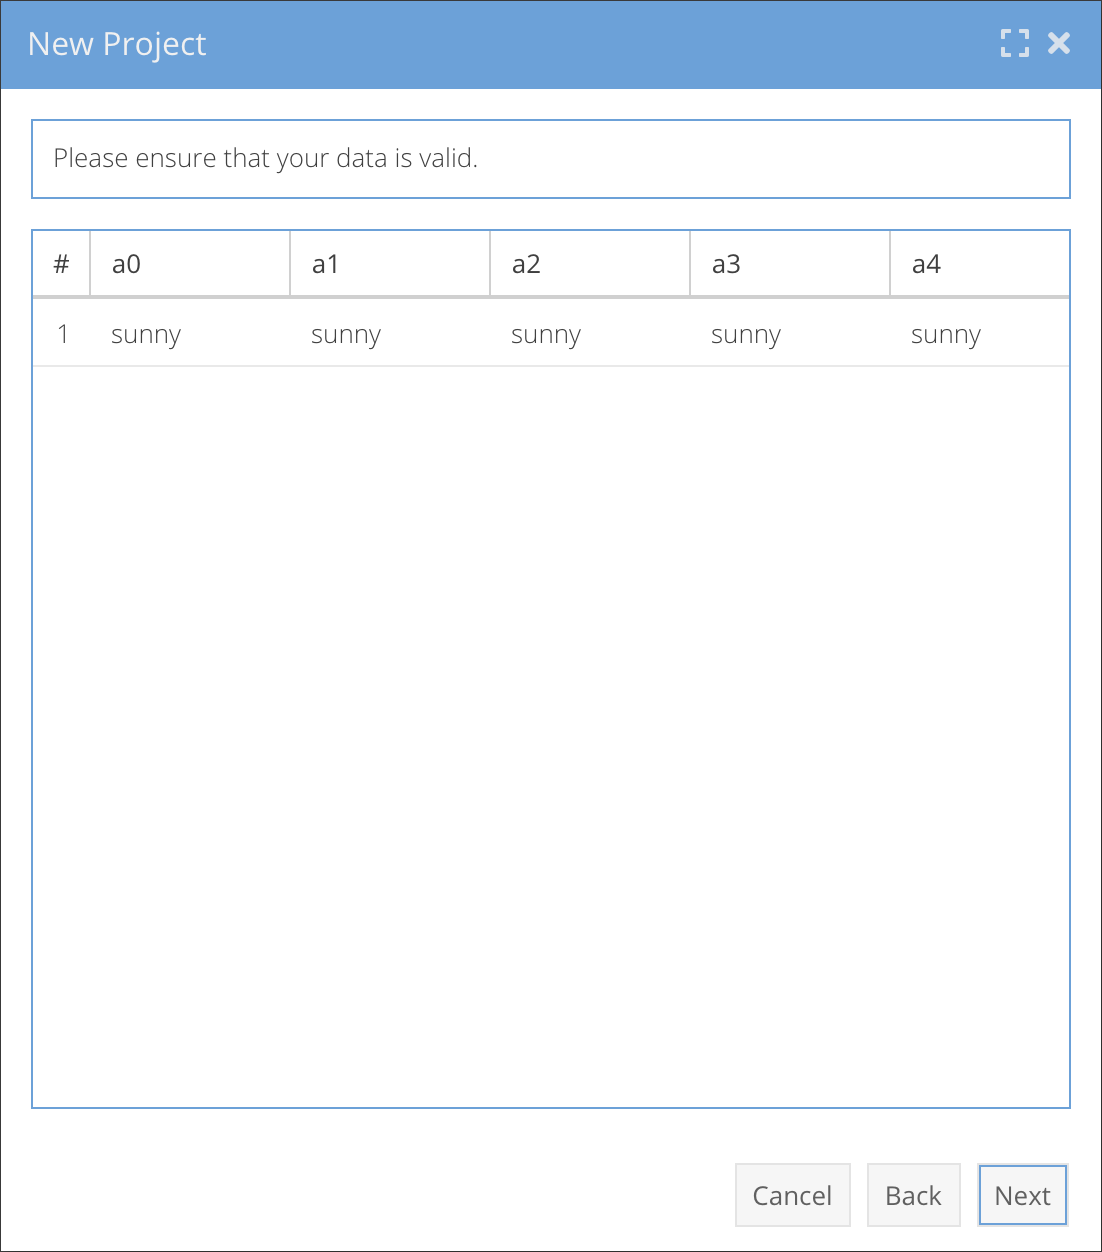 New Project
Please ensure that your data is valid.
# a0 a1 a2 a3 a4
1 sunny sunny sunny sunny sunny
Cancel Back Next